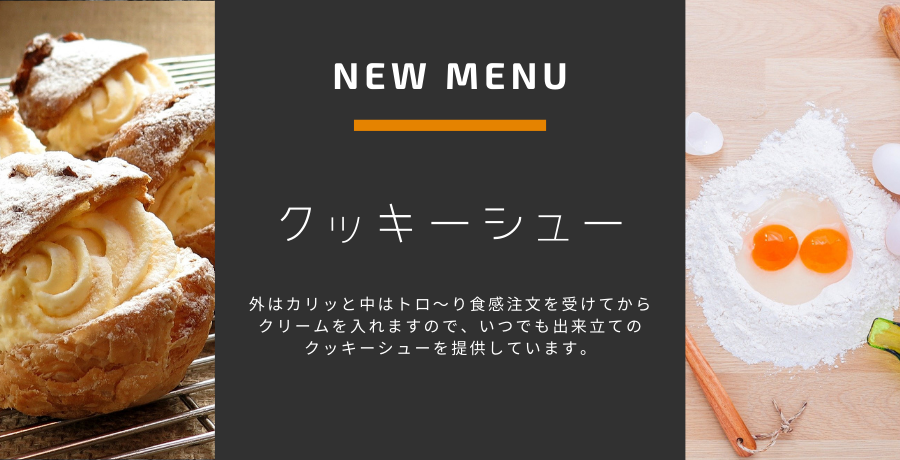 NEW MENU
クッキーシュー
外はカリッと中はトロ〜り食感注文を受けてから
クリームを入れますので、いつでも出来立ての
クッキーシューを提供しています。